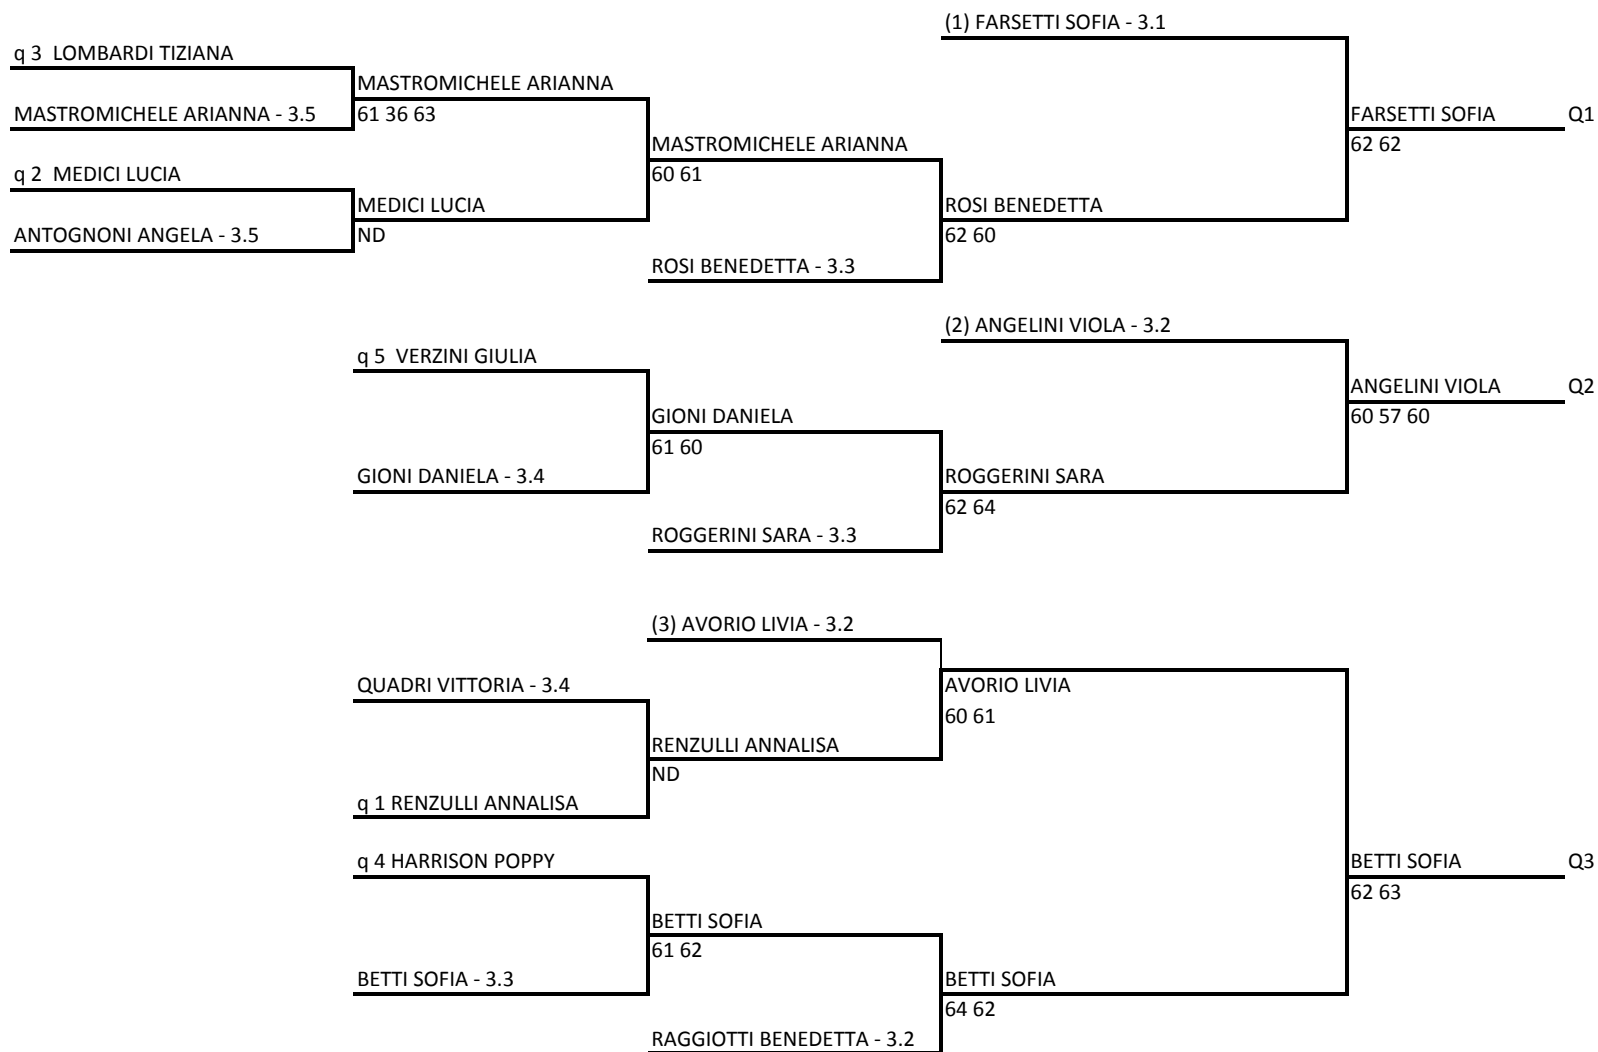 (1) FARSETTI SOFIA - 3.1
q 3 LOMBARDI TIZIANA
MASTROMICHELE ARIANNA
MASTROMICHELE ARIANNA - 3.5
61 36 63
FARSETTI SOFIA
Q1
MASTROMICHELE ARIANNA
62 62
q 2 MEDICI LUCIA
60 61
MEDICI LUCIA
ROSI BENEDETTA
ANTOGNONI ANGELA - 3.5
ND
62 60
ROSI BENEDETTA - 3.3
(2) ANGELINI VIOLA - 3.2
q 5 VERZINI GIULIA
ANGELINI VIOLA
Q2
GIONI DANIELA
60 57 60
61 60
GIONI DANIELA - 3.4
ROGGERINI SARA
62 64
ROGGERINI SARA - 3.3
(3) AVORIO LIVIA - 3.2
QUADRI VITTORIA - 3.4
AVORIO LIVIA
60 61
RENZULLI ANNALISA
ND
q 1 RENZULLI ANNALISA
q 4 HARRISON POPPY
BETTI SOFIA
Q3
62 63
BETTI SOFIA
61 62
BETTI SOFIA - 3.3
BETTI SOFIA
64 62
RAGGIOTTI BENEDETTA - 3.2